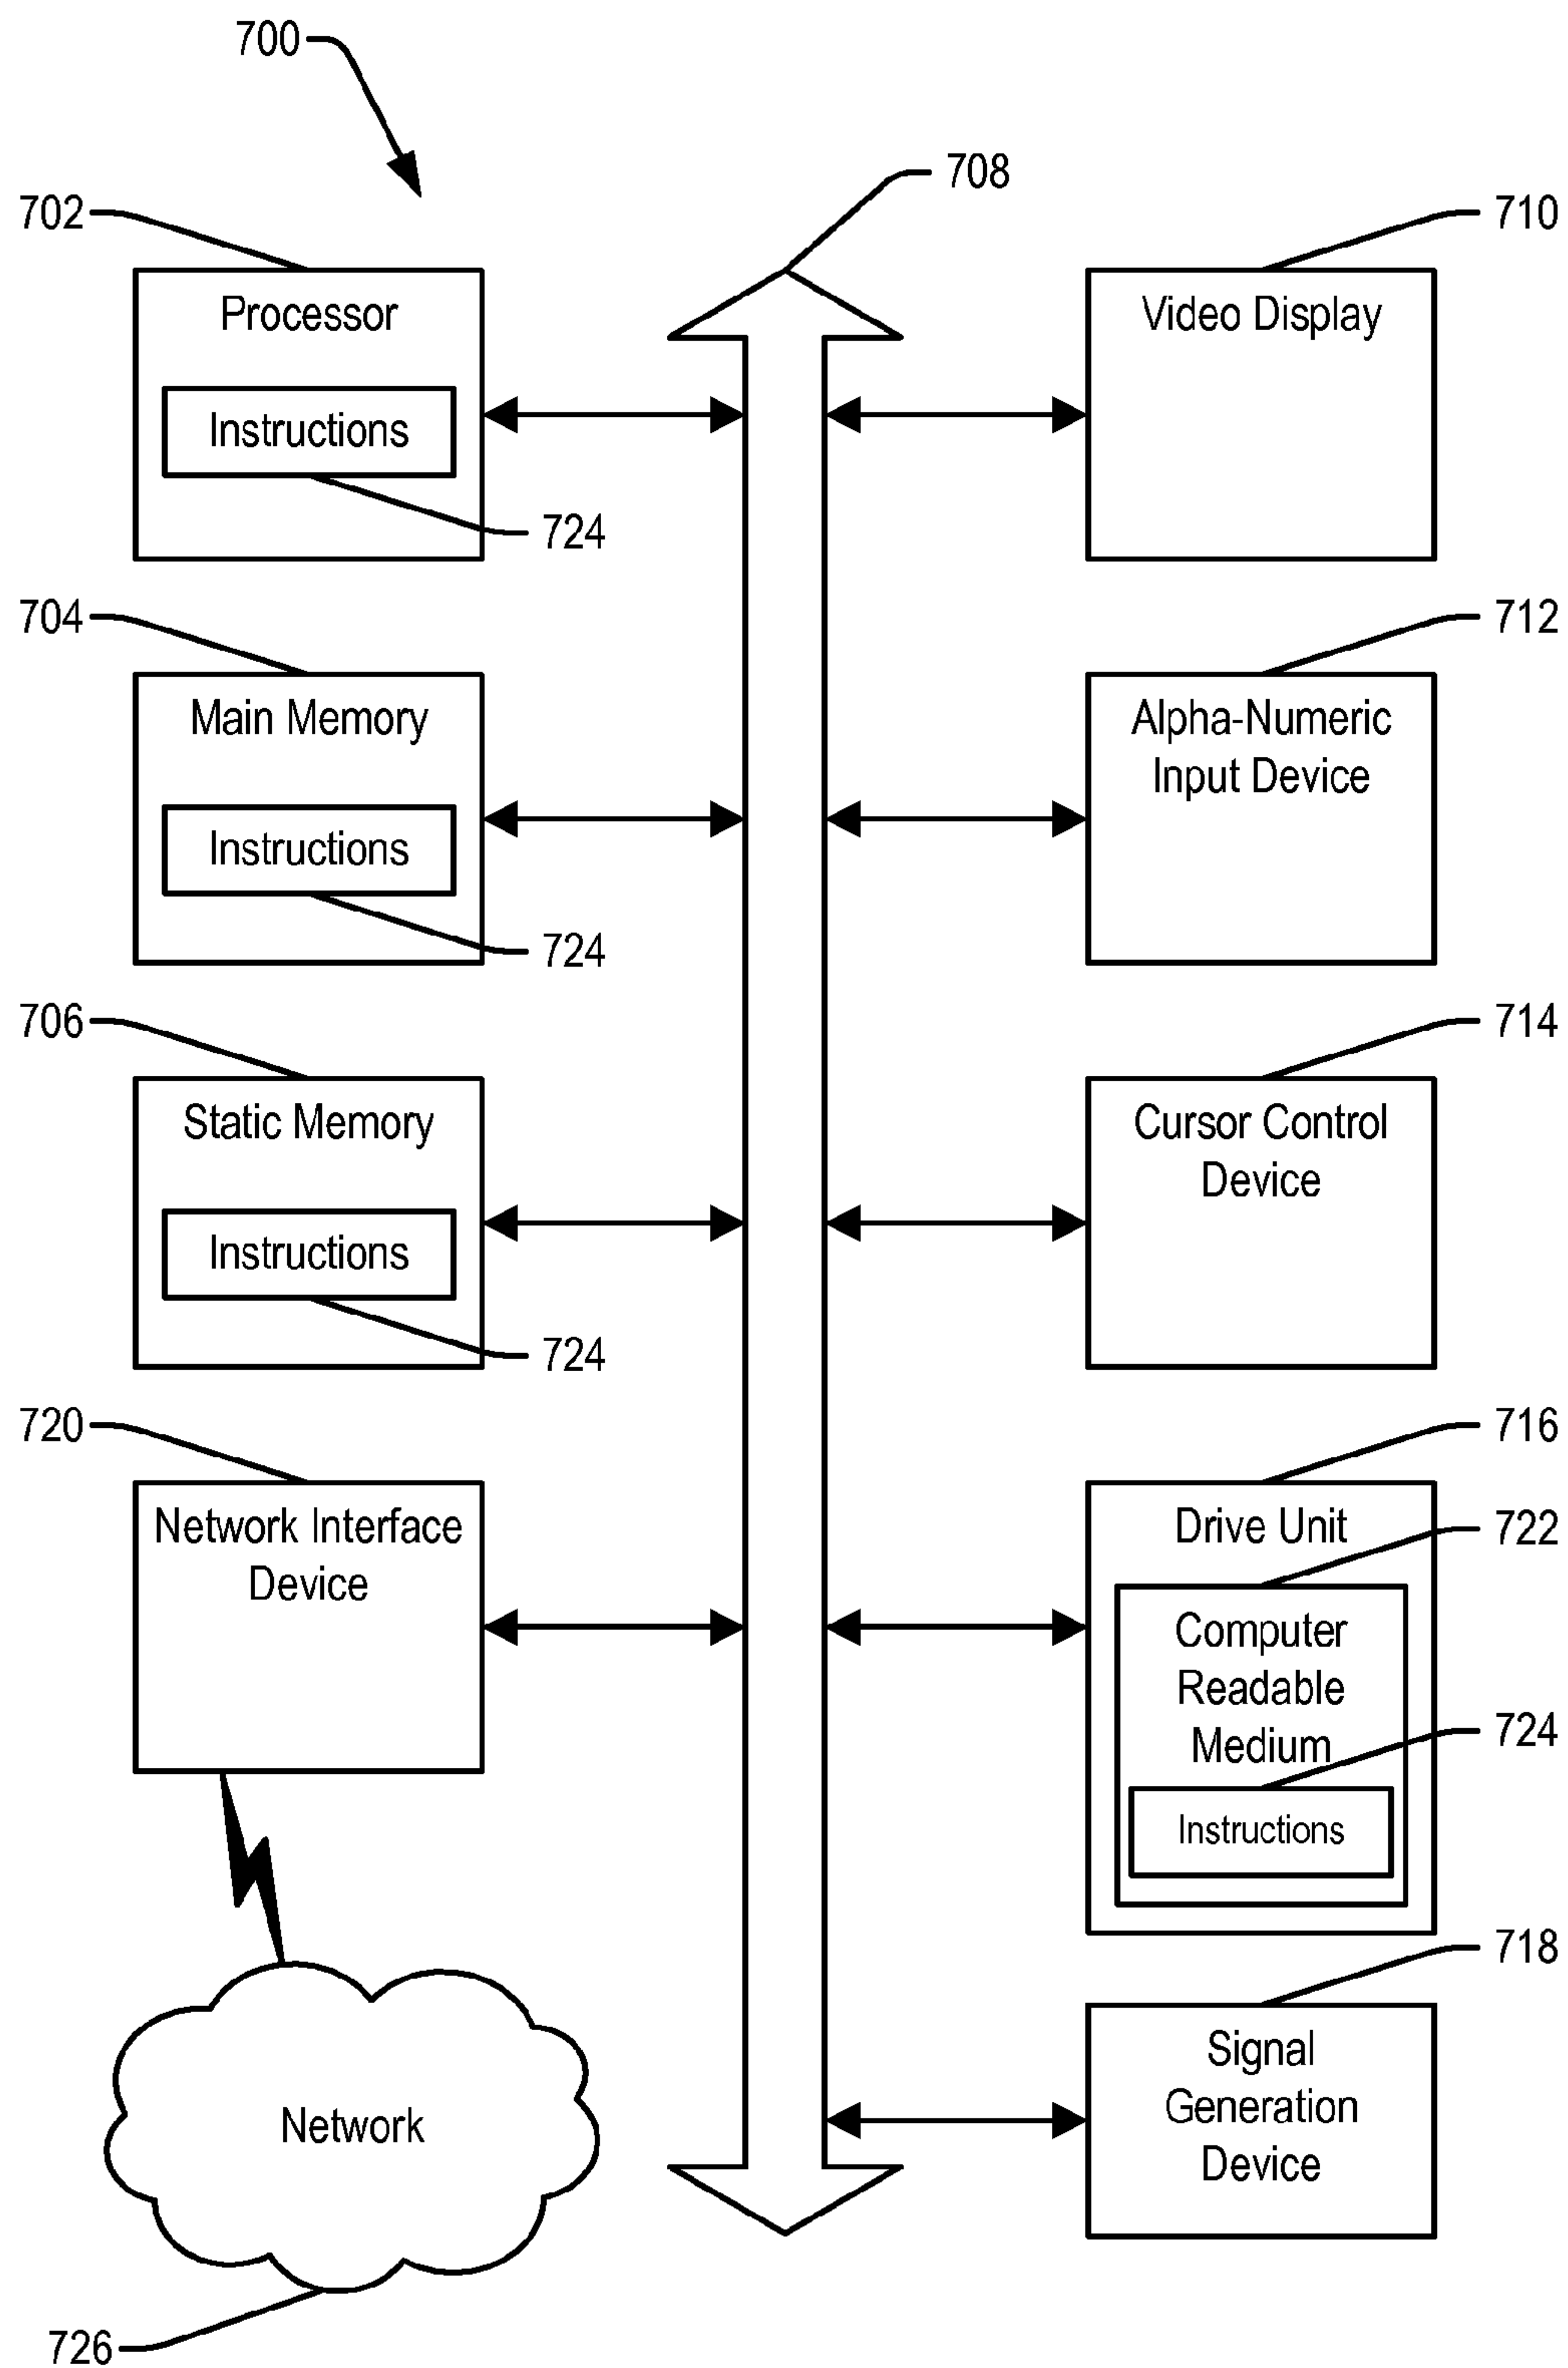 700
708
702
Processor
Instructions
724
710
Video Display
704
Main Memory
Instructions
724
712
Alpha-Numeric
Input Device
706
Static Memory
Instructions
724
714
Cursor Control
Device
720
Network Interface
Device
716
Drive Unit
722
Computer
Readable
Medium
724
Instructions
718
Signal
Generation
Device
Network
726